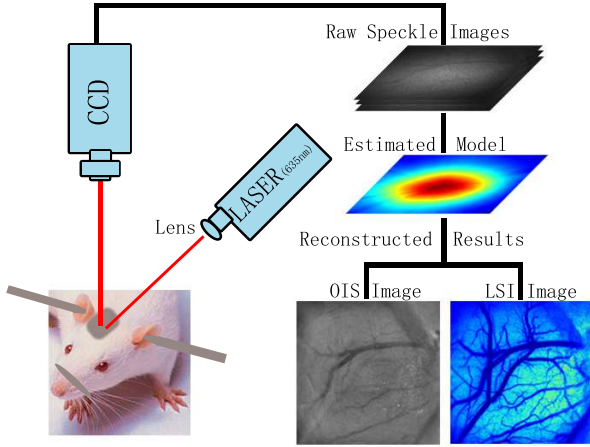 Raw Speckle Images
CCD
Estimated Model
LASER(635nm)
Lens
Reconstructed Results
OIS Image
LSI Image